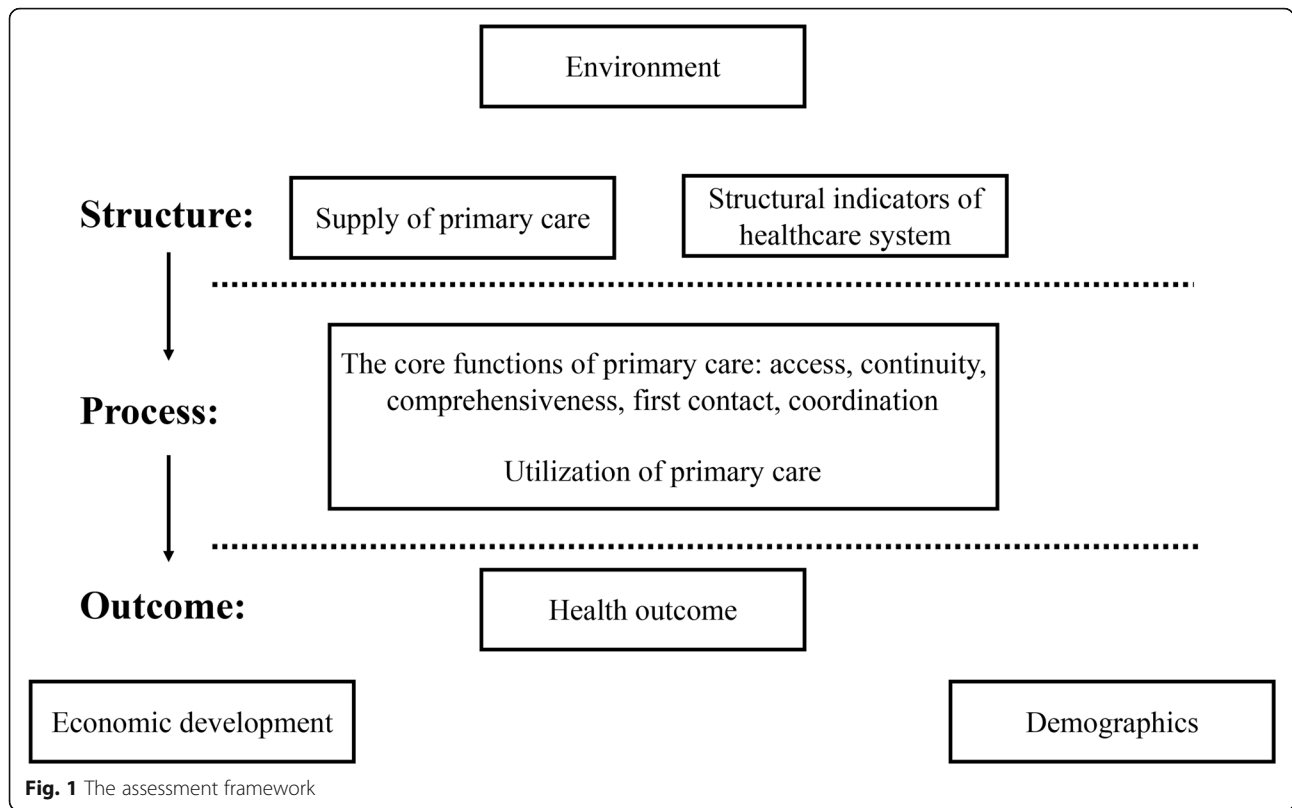 Environment
Structure:
Supply of primary care
Structural indicators of
healthcare system
Process:
The core functions of primary care: access, continuity,
comprehensiveness, first contact, coordination
Utilization of primary care
Outcome:
Health outcome
Economic development
Demographics
Fig. 1 The assessment framework